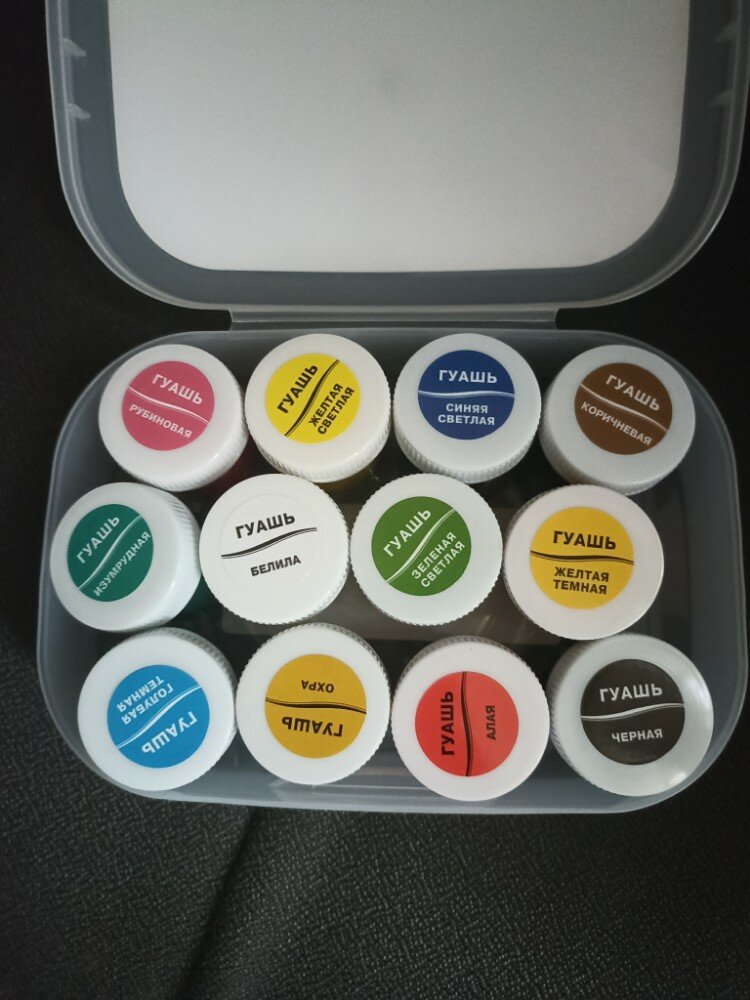 ГУАШЬ
РУБИНОВАЯ
ГУАШЬ
ЖЕЛТАЯ
СВЕТЛАЯ
ГУАШЬ
СИНЯЯ
СВЕТЛАЯ
ГУАШЬ
КОРИЧНЕВАЯ
ГУАШЬ
ИЗУМРУДНАЯ
ГУАШЬ
БЕЛИЛА
ГУАШЬ
ЗЕЛЕНАЯ
СВЕТЛАЯ
ГУАШЬ
ЖЕЛТАЯ
ТЕМНАЯ
ГУАШЬ
ГОЛУБАЯ
ТЕМНАЯ
ГУАШЬ
ОХРА
ГУАШЬ
АЛАЯ
ГУАШЬ
ЧЕРНАЯ